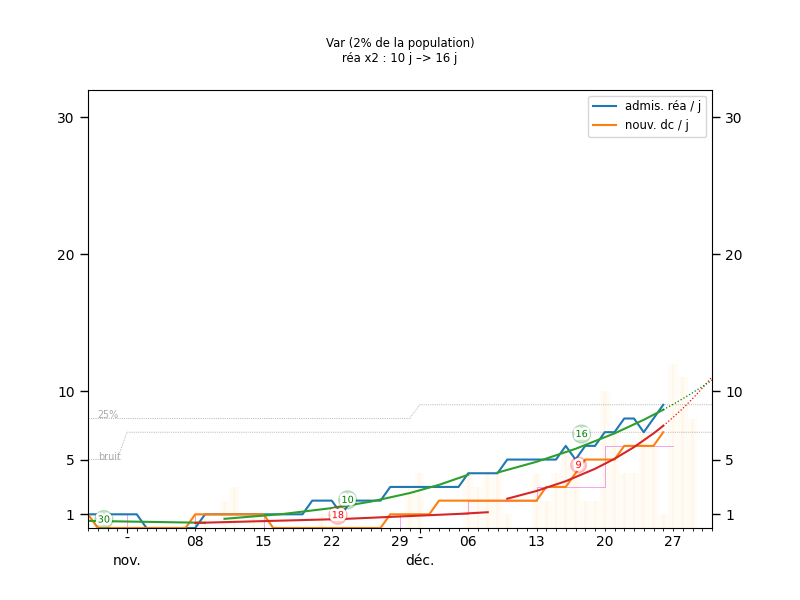 Var (2% de la population)
réa x2 : 10 j –> 16 j
admis. réa / j
nouv. dc / j
30 30
20 20
10 10
5 5
1 1
25%
bruit
30
18
10
16
9
- 08 15 22 29 - 06 13 20 27
nov. déc.